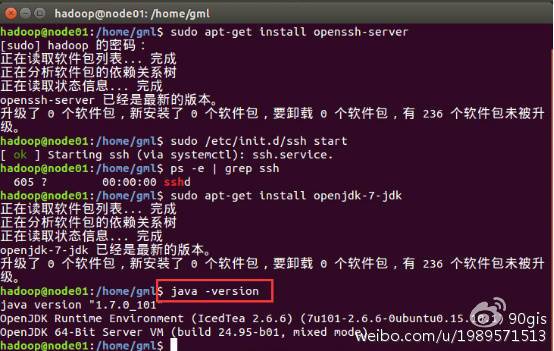 hadoop@node01: /home/gml
hadoop@node01:/home/gml$ sudo apt-get install openssh-server
[sudo] hadoop 的密码：
正在读取软件包列表... 完成
正在分析软件包的依赖关系树
正在读取状态信息... 完成
openssh-server 已经是最新的版本。
升级了 0 个软件包，新安装了 0 个软件包，要卸载 0 个软件包，有 236 个软件包未被升
级。
hadoop@node01:/home/gml$ sudo /etc/init.d/ssh start
[ ok ] Starting ssh (via systemctl): ssh.service.
hadoop@node01:/home/gml$ ps -e | grep ssh
605 ? 00:00:00 sshd
hadoop@node01:/home/gml$ sudo apt-get install openjdk-7-jdk
正在读取软件包列表... 完成
正在分析软件包的依赖关系树
正在读取状态信息... 完成
openjdk-7-jdk 已经是最新的版本。
升级了 0 个软件包，新安装了 0 个软件包，要卸载 0 个软件包，有 236 个软件包未被升
级。
hadoop@node01:/home/gml$ java -version
java version "1.7.0_101"
OpenJDK Runtime Environment (IcedTea 2.6.6) (7u101-2.6.6-0ubuntu0.15.10.1)
OpenJDK 64-Bit Server VM (build 24.95-b01, mixed mode)
hadoop@node01:/home/gml$
90gis
weibo.com/u/1989571513